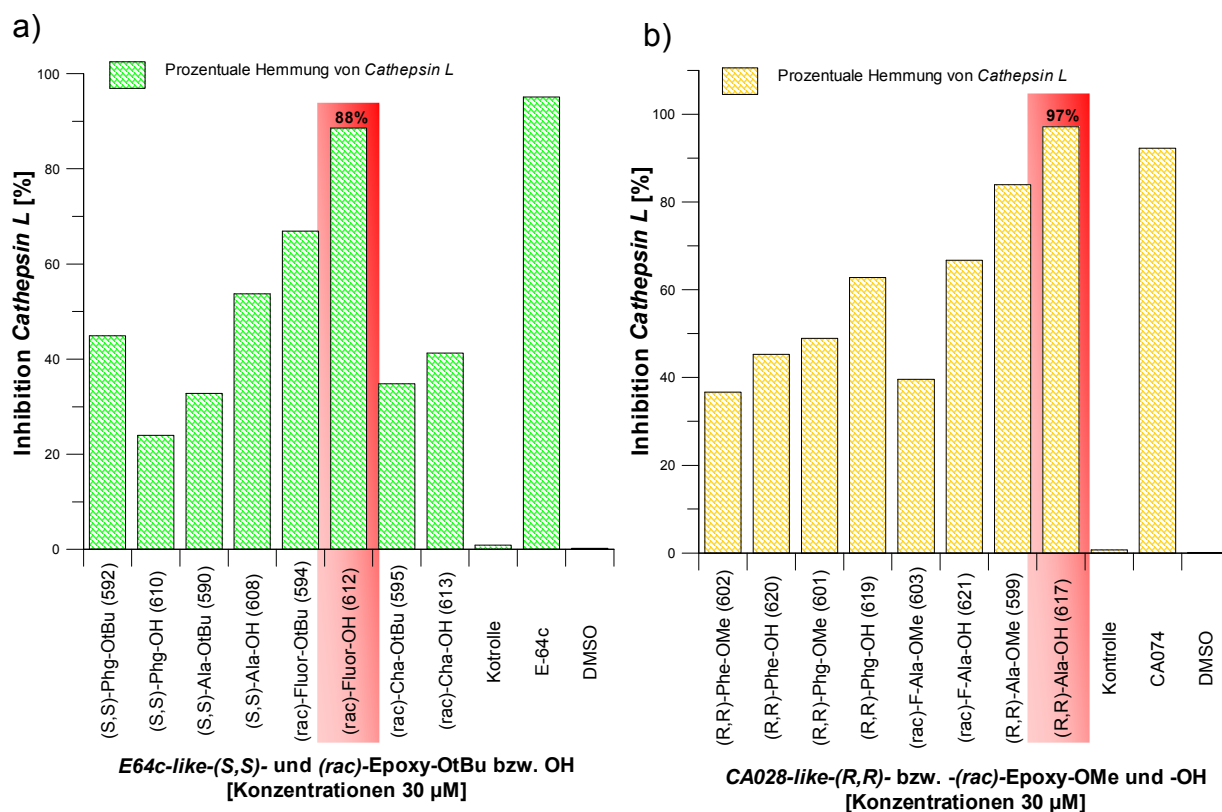 a)
Prozentuale Hemmung von Cathepsin L
Inhibition Cathepsin L [%]
100
80
60
40
20
0
88%
(S,S)-Phg-OtBu (592)
(S,S)-Phg-OH (610)
(S,S)-Ala-OtBu (590)
(S,S)-Ala-OH (608)
(rac)-Fluor-OtBu (594)
(rac)-Fluor-OH (612)
(rac)-Cha-OtBu (595)
(rac)-Cha-OH (613)
Kotrolle
E-64c
DMSO
E64c-like-(S,S)- und (rac)-Epoxy-OtBu bzw. OH
[Konzentrationen 30 µM]
b)
Prozentuale Hemmung von Cathepsin L
Inhibition Cathepsin L [%]
100
80
60
40
20
0
97%
(R,R)-Phe-OMe (602)
(R,R)-Phe-OH (620)
(R,R)-Phg-OMe (601)
(R,R)-Phg-OH (619)
(rac)-F-Ala-OMe (603)
(rac)-F-Ala-OH (621)
(R,R)-Ala-OMe (599)
(R,R)-Ala-OH (617)
Kontrolle
CA074
DMSO
CA028-like-(R,R)- bzw. -(rac)-Epoxy-OMe und -OH
[Konzentrationen 30 µM]